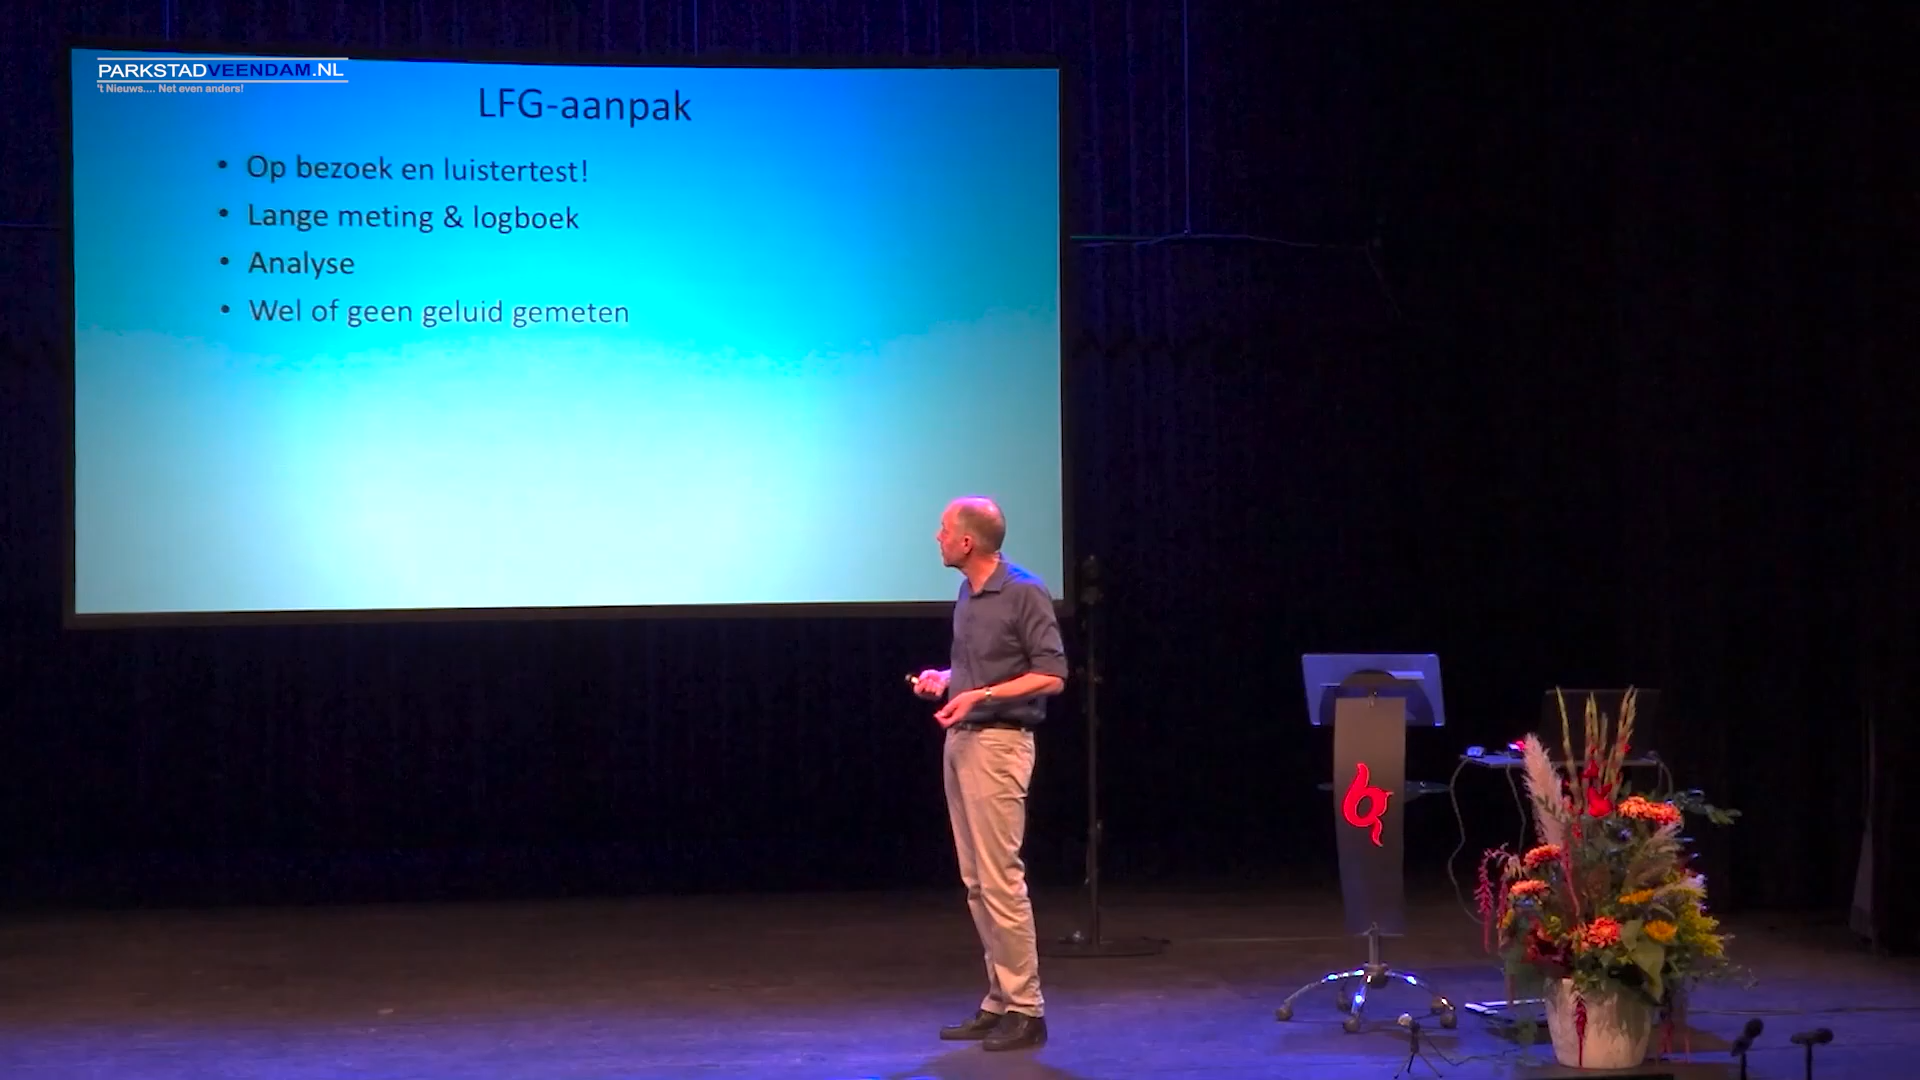 PARKSTADVEENDAM.NL
't Nieuws.... Net even anders!
LFG-aanpak
• Op bezoek en luistertest!
• Lange meting & logboek
• Analyse
• Wel of geen geluid gemeten